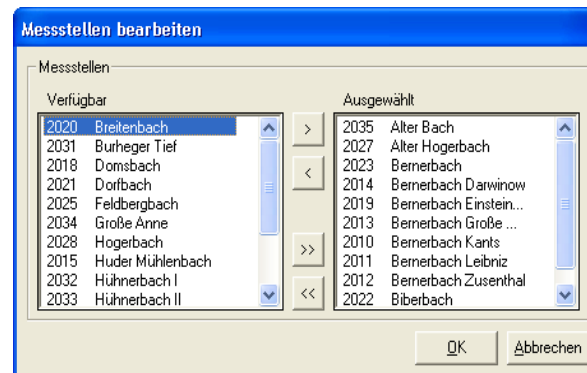 Messstellen bearbeiten
Messstellen
Verfügbar
2020 Breitenbach
2031 Burheger Tief
2018 Domsbach
2021 Dorfbach
2025 Feldbergbach
2034 Große Anne
2028 Hogerbach
2015 Huder Mühlenbach
2032 Hühnerbach I
2033 Hühnerbach II
>
<
>>
<<
Ausgewählt
2035 Alter Bach
2027 Alter Hogerbach
2023 Bernerbach
2014 Bernerbach Darwinow
2019 Bernerbach Einstein...
2013 Bernerbach Große ...
2010 Bernerbach Kants
2011 Bernerbach Leibniz
2012 Bernerbach Zusenthal
2022 Biberbach
OK
Abbrechen